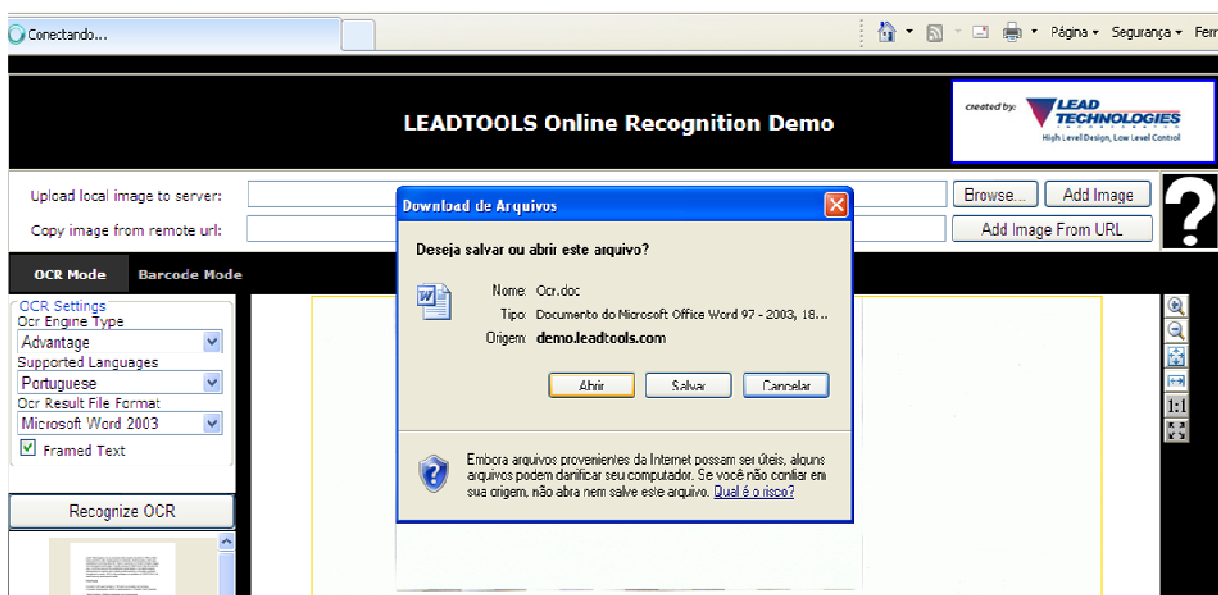 Conectando...
Página Segurança Ferr
LEADTOOLS Online Recognition Demo
created by:
LEAD
TECHNOLOGIES
INCORPORATED
High Level Design, Low Level Control
Upload local image to server:
Browse... Add Image
Copy image from remote url:
Add Image From URL
?
OCR Mode Barcode Mode
OCR Settings
Ocr Engine Type
Advantage
Supported Languages
Portuguese
Ocr Result File Format
Microsoft Word 2003
Framed Text
Recognize OCR
Download de Arquivos
Deseja salvar ou abrir este arquivo?
Nome: Ocr.doc
Tipo: Documento do Microsoft Office Word 97 - 2003, 18...
Origem: demo.leadtools.com
Abrir Salvar Cancelar
Embora arquivos provenientes da Internet possam ser úteis, alguns
arquivos podem danificar seu computador. Se você não confiar em
sua origem, não abra nem salve este arquivo. Qual é o risco?
1:1